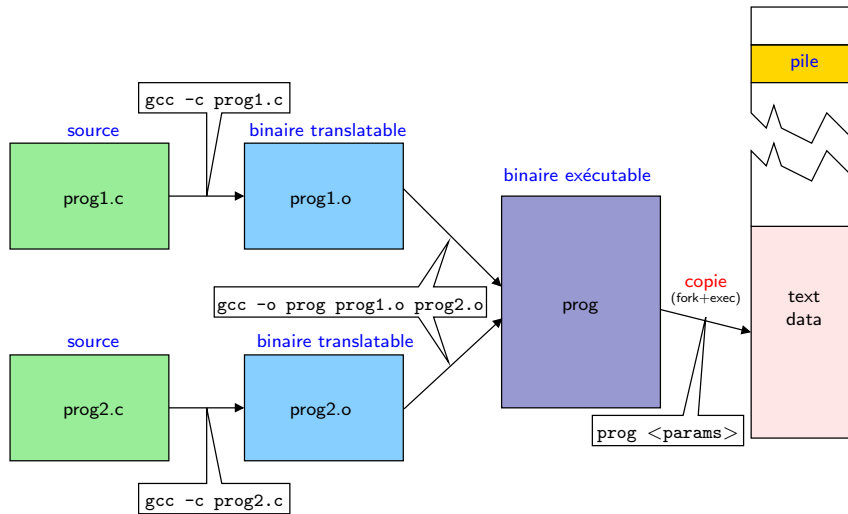 pile
gcc -c prog1.c
source
binaire translatable
binaire exécutable
prog1.c
prog1.o
copie
(fork+exec)
gcc -o prog prog1.o prog2.o
prog
text
data
source
binaire translatable
prog2.c
prog2.o
prog <params>
gcc -c prog2.c